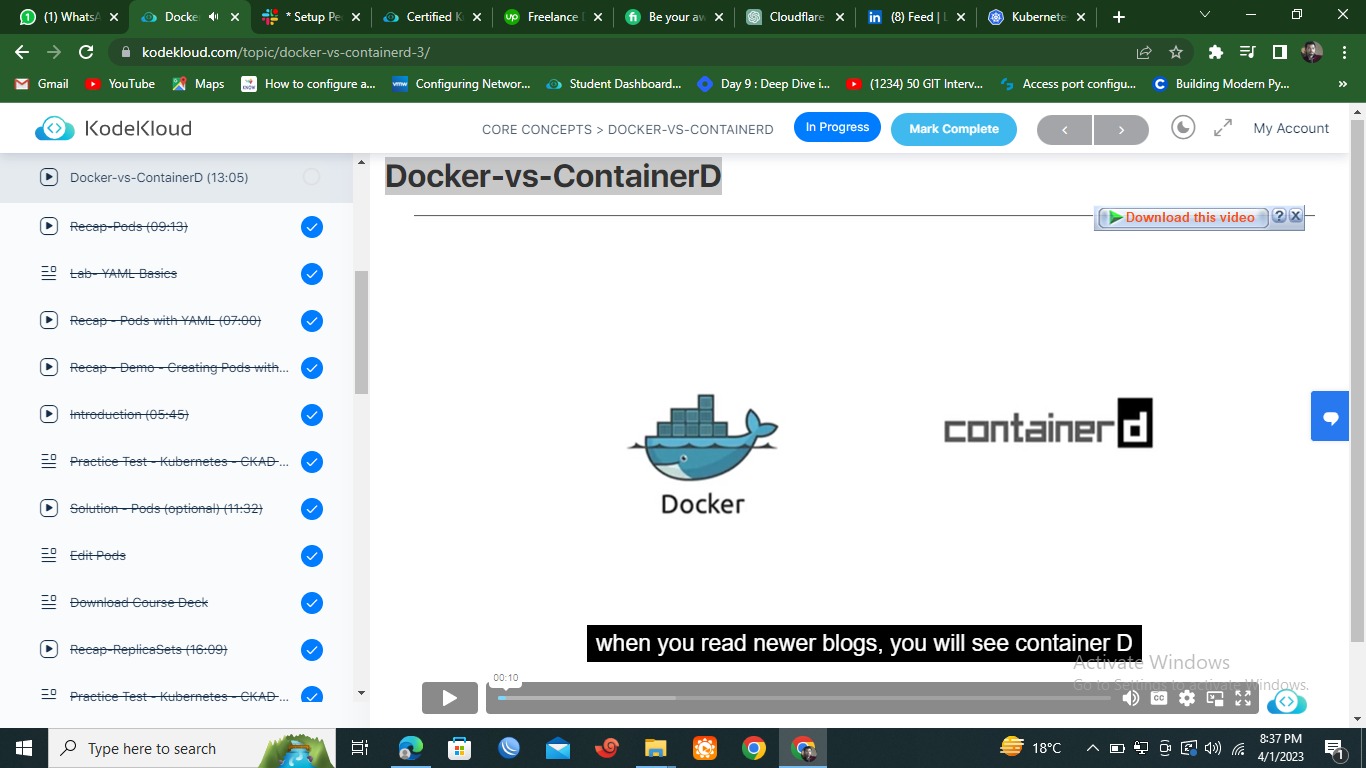 (1) WhatsA
Docke
* Setup Pe
Certified K
Freelance
Be your aw
Cloudflare
(8) Feed | L
Kubernete
kodekloud.com/topic/docker-vs-containerd-3/
Gmail
YouTube
Maps
How to configure a...
Configuring Networ...
Student Dashboard...
Day 9 : Deep Dive i...
(1234) 50 GIT Interv...
Access port configu...
Building Modern Py...
»
KodeKloud
CORE CONCEPTS > DOCKER-VS-CONTAINERD
In Progress
Mark Complete
My Account
Docker-vs-ContainerD (13:05)
Recap-Pods (09:13)
Lab- YAML Basics
Recap - Pods with YAML (07:00)
Recap - Demo - Creating Pods with...
Introduction (05:45)
Practice Test - Kubernetes - CKAD ...
Solution - Pods (optional) (11:32)
Edit Pods
Download Course Deck
Recap-ReplicaSets (16:09)
Practice Test - Kubernetes - CKAD ...
Docker-vs-ContainerD
Download this video
? X
Docker
containerd
when you read newer blogs, you will see container D
Activate Windows
Go to Settings to activate Windows.
00:10
CC
Type here to search
18°C
8:37 PM
4/1/2023
1